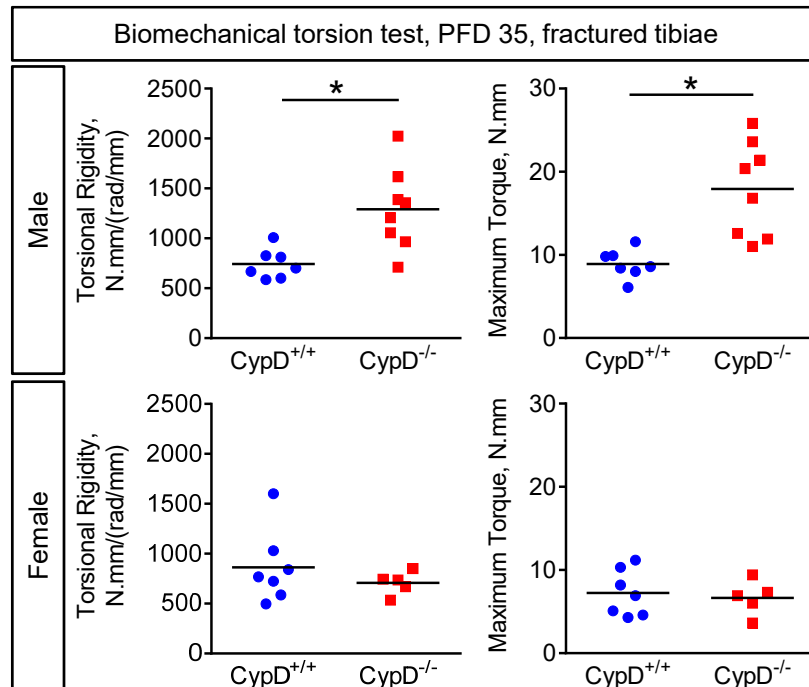 Biomechanical torsion test, PFD 35, fractured tibiae
Male
Torsional Rigidity,
N.mm/(rad/mm)
2500
2000
1500
1000
500
0
*
CypD+/+
CypD-/-
Maximum Torque, N.mm
30
20
10
0
*
CypD+/+
CypD-/-
Female
Torsional Rigidity,
N.mm/(rad/mm)
2500
2000
1500
1000
500
0
CypD+/+
CypD-/-
Maximum Torque, N.mm
30
20
10
0
CypD+/+
CypD-/-